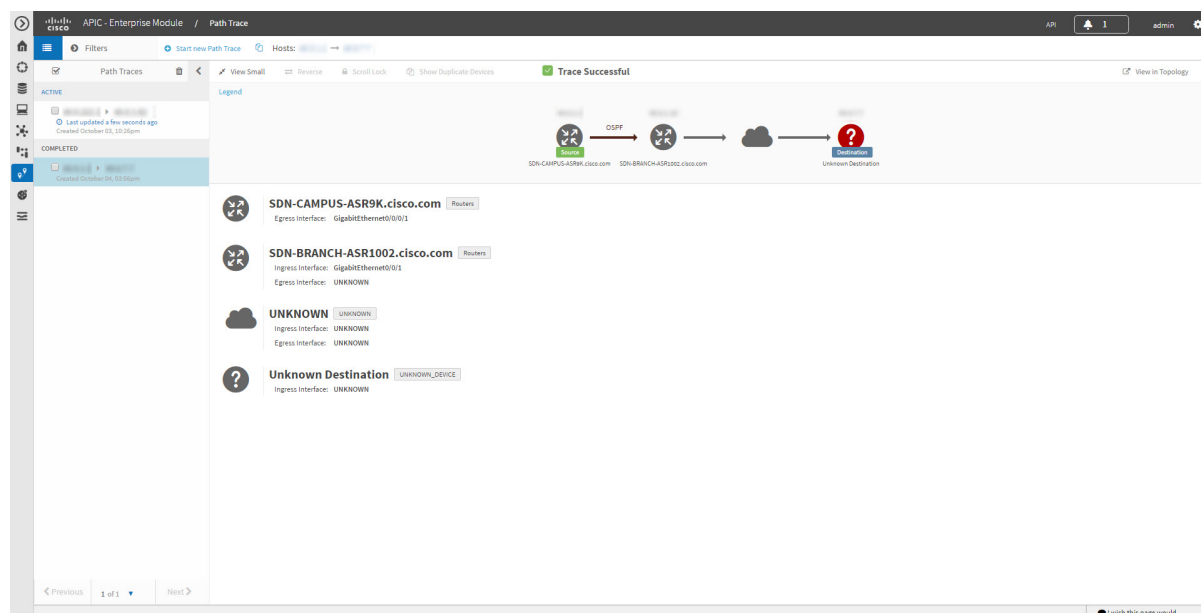 cisco APIC - Enterprise Module / Path Trace API 1 admin
Filters Start new Path Trace Hosts:
Path Traces View Small Reverse Scroll Lock Show Duplicate Devices Trace Successful View in Topology
ACTIVE
Legend
Last updated a few seconds ago
Created October 03, 10:26pm
COMPLETED
Created October 04, 03:56pm
OSPF
Source
Destination
SDN-CAMPUS-ASR9K.cisco.com SDN-BRANCH-ASR1002.cisco.com Unknown Destination
SDN-CAMPUS-ASR9K.cisco.com Routers
Egress Interface: GigabitEthernet0/0/0/1
SDN-BRANCH-ASR1002.cisco.com Routers
Ingress Interface: GigabitEthernet0/0/1
Egress Interface: UNKNOWN
UNKNOWN UNKNOWN
Ingress Interface: UNKNOWN
Egress Interface: UNKNOWN
Unknown Destination UNKNOWN_DEVICE
Ingress Interface: UNKNOWN
Previous 1 of 1 Next
I wish this page would